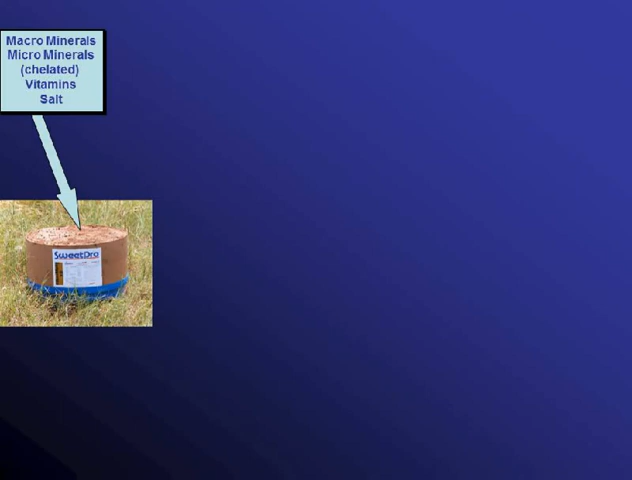 Macro Minerals
Micro Minerals
(chelated)
Vitamins
Salt
SweetPro